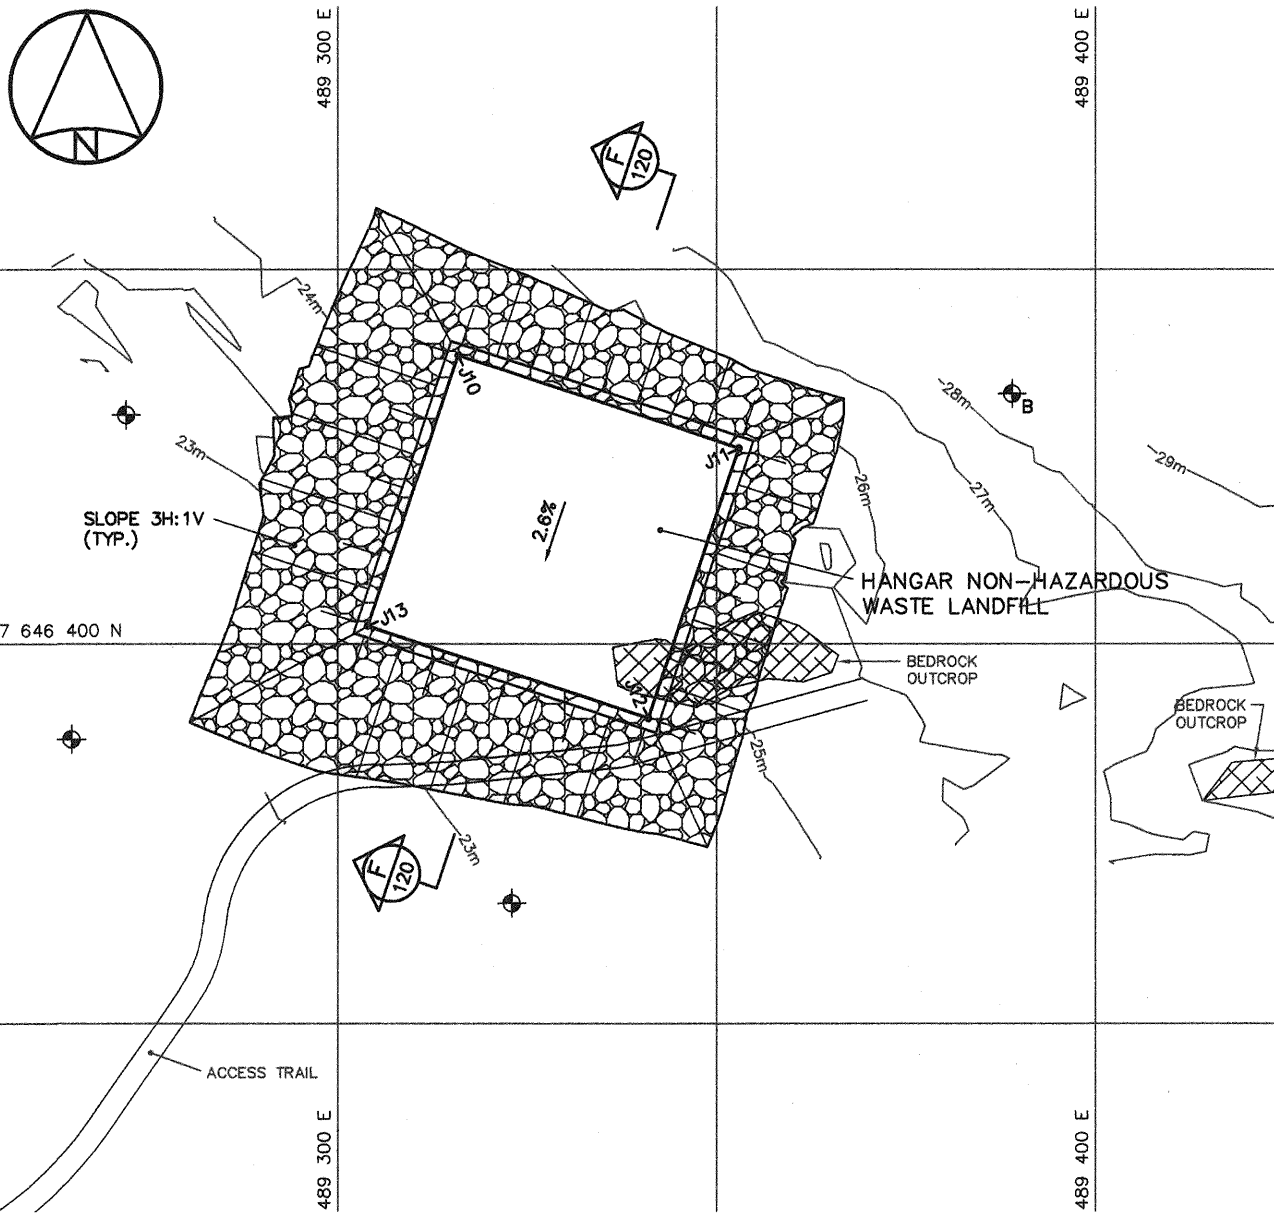 489 300 E
489 400 E
N
F
120
24m
J10
28m
B
J11
23m
29m
26m
27m
SLOPE 3H:1V
(TYP.)
2.6%
HANGAR NON-HAZARDOUS
WASTE LANDFILL
J13
7 646 400 N
BEDROCK
OUTCROP
BEDROCK
OUTCROP
25m
23m
F
120
ACCESS TRAIL
489 300 E
489 400 E